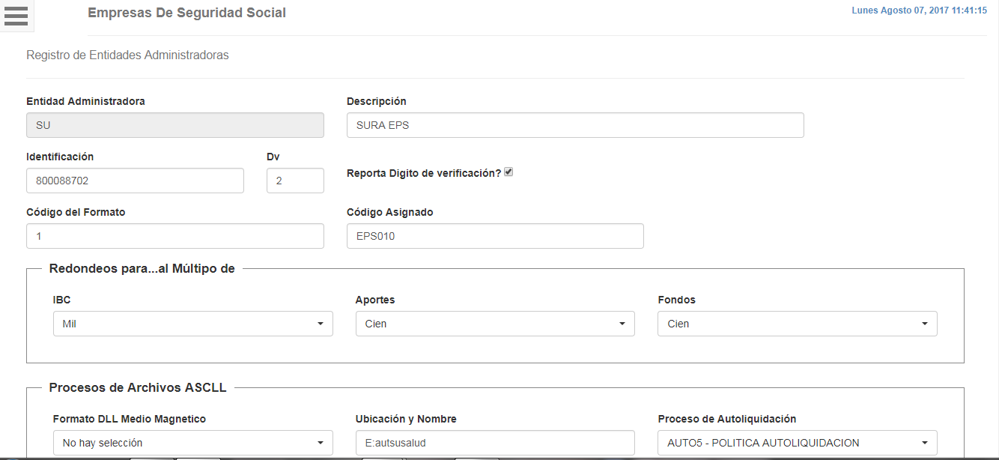 Empresas De Seguridad Social
Lunes Agosto 07, 2017 11:41:15
Registro de Entidades Administradoras
Entidad Administradora Descripción
SU SURA EPS
Identificación Dv
Reporta Digito de verificación?
800088702 2
Código del Formato Código Asignado
1 EPS010
Redondeos para...al Múltipo de
IBC Aportes Fondos
Mil Cien Cien
Procesos de Archivos ASCLL
Formato DLL Medio Magnetico Ubicación y Nombre Proceso de Autoliquidación
No hay selección E:autsusalud AUTO5 - POLITICA AUTOLIQUIDACION